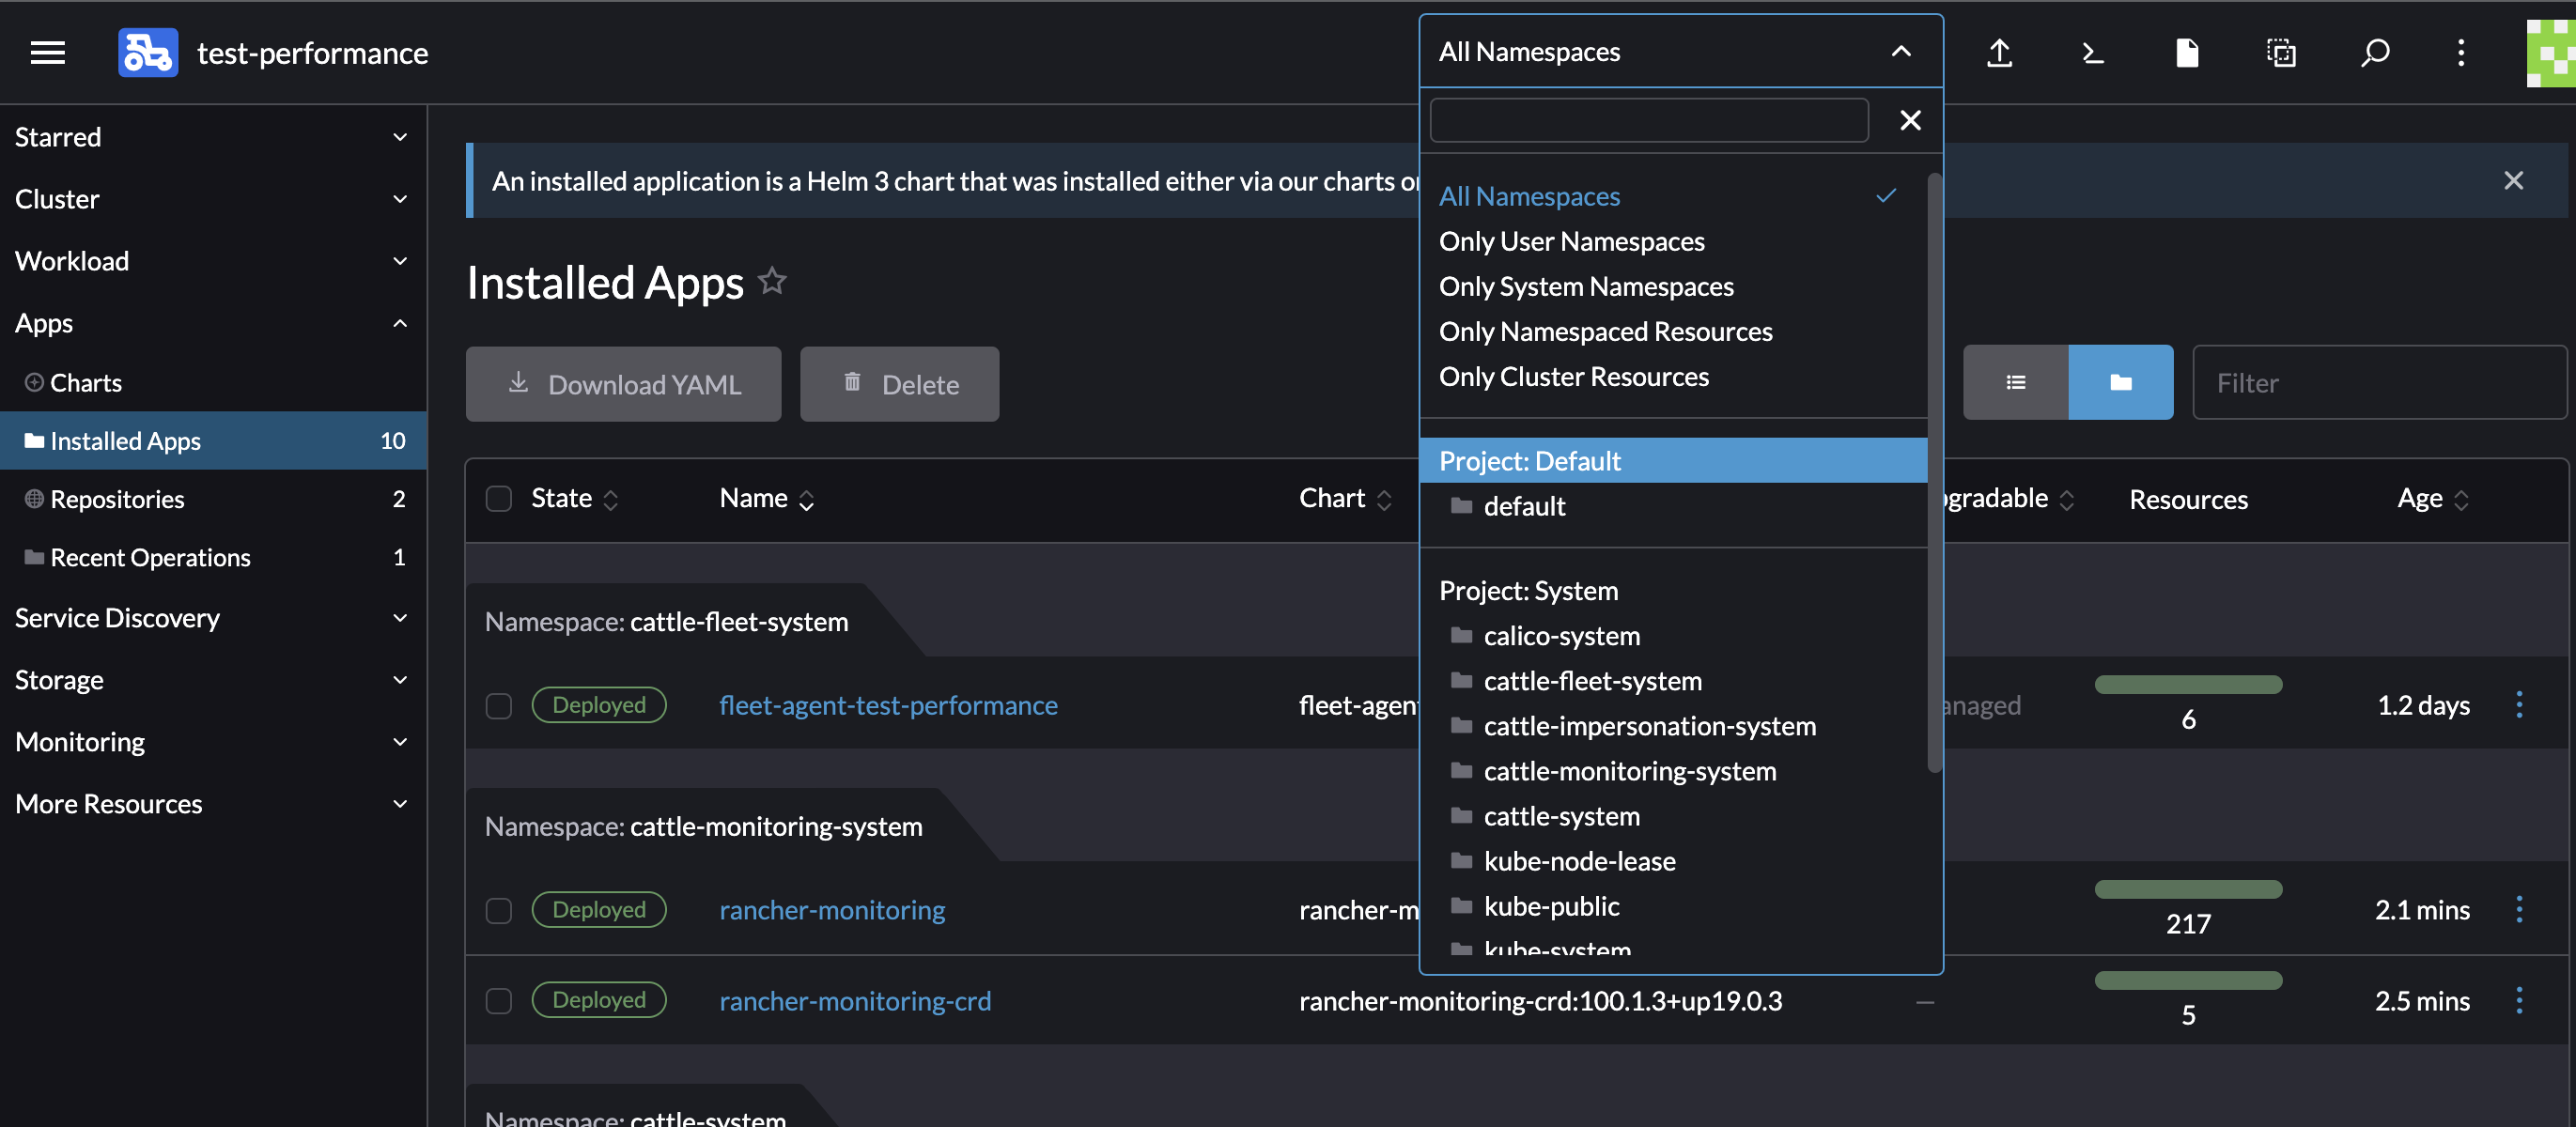 test-performance
All Namespaces
Starred
Cluster
Workload
Apps
Charts
Installed Apps 10
Repositories 2
Recent Operations 1
Service Discovery
Storage
Monitoring
More Resources
An installed application is a Helm 3 chart that was installed either via our charts or
Installed Apps
Download YAML
Delete
Filter
State
Name
Chart
gradable
Resources
Age
Namespace: cattle-fleet-system
Deployed fleet-agent-test-performance fleet-agent anaged 6 1.2 days
Namespace: cattle-monitoring-system
Deployed rancher-monitoring rancher-m 217 2.1 mins
Deployed rancher-monitoring-crd rancher-monitoring-crd:100.1.3+up19.0.3 — 5 2.5 mins
Namespace: cattle-system
All Namespaces
Only User Namespaces
Only System Namespaces
Only Namespaced Resources
Only Cluster Resources
Project: Default
default
Project: System
calico-system
cattle-fleet-system
cattle-impersonation-system
cattle-monitoring-system
cattle-system
kube-node-lease
kube-public
kube-system